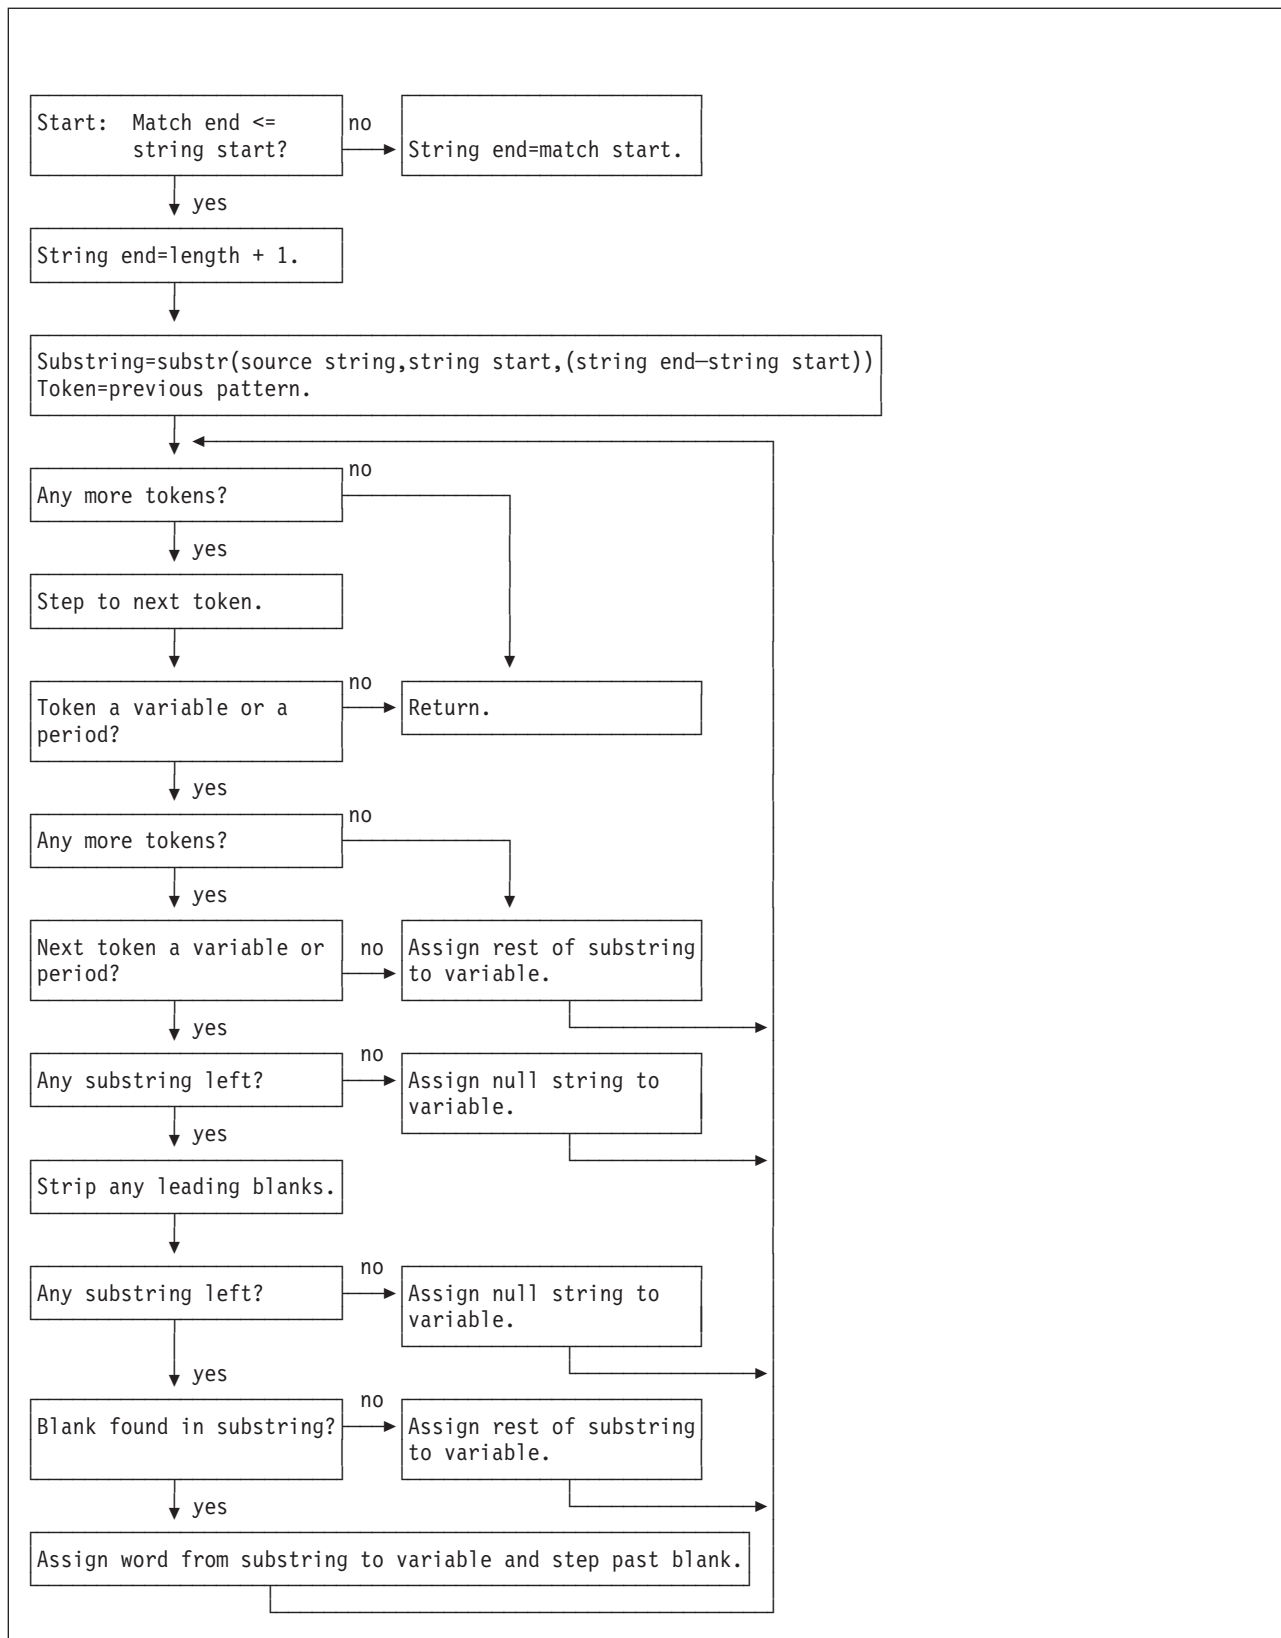 Start:  Match end <=
string start?
no
String end=match start.
yes
String end=length + 1.
Substring=substr(source string,string start,(string end—string start))
Token=previous pattern.
Any more tokens?
no
yes
Step to next token.
Token a variable or a
period?
no
Return.
yes
Any more tokens?
no
yes
Next token a variable or
period?
no
Assign rest of substring
to variable.
yes
Any substring left?
no
Assign null string to
variable.
yes
Strip any leading blanks.
Any substring left?
no
Assign null string to
variable.
yes
Blank found in substring?
no
Assign rest of substring
to variable.
yes
Assign word from substring to variable and step past blank.